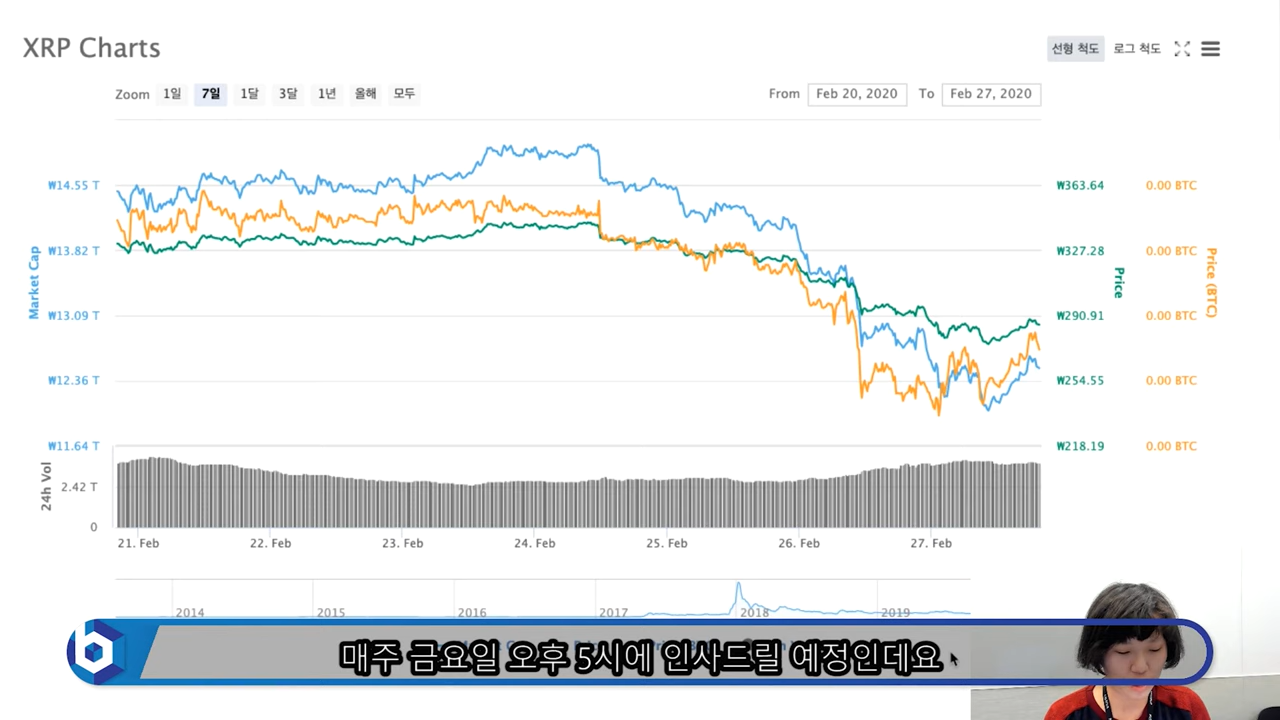 XRP Charts
선형 척도 로그 척도
Zoom 1일 7일 1달 3달 1년 올해 모두
From Feb 20, 2020 To Feb 27, 2020
₩14.55 T ₩363.64 0.00 BTC
₩13.82 T ₩327.28 0.00 BTC
Market Cap Price Price (BTC)
₩13.09 T ₩290.91 0.00 BTC
₩12.36 T ₩254.55 0.00 BTC
₩11.64 T ₩218.19 0.00 BTC
24h Vol
2.42 T
0
21. Feb 22. Feb 23. Feb 24. Feb 25. Feb 26. Feb 27. Feb
2014 2015 2016 2017 2018 2019
b 매주 금요일 오후 5시에 인사드릴 예정인데요